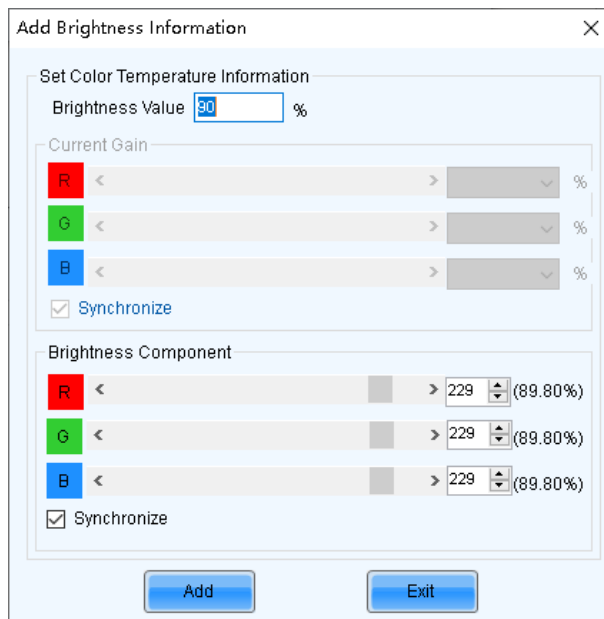 Add Brightness Information
Set Color Temperature Information
Brightness Value 90 %
Current Gain
R %
G %
B %
Synchronize
Brightness Component
R 229 (89.80%)
G 229 (89.80%)
B 229 (89.80%)
Synchronize
Add Exit